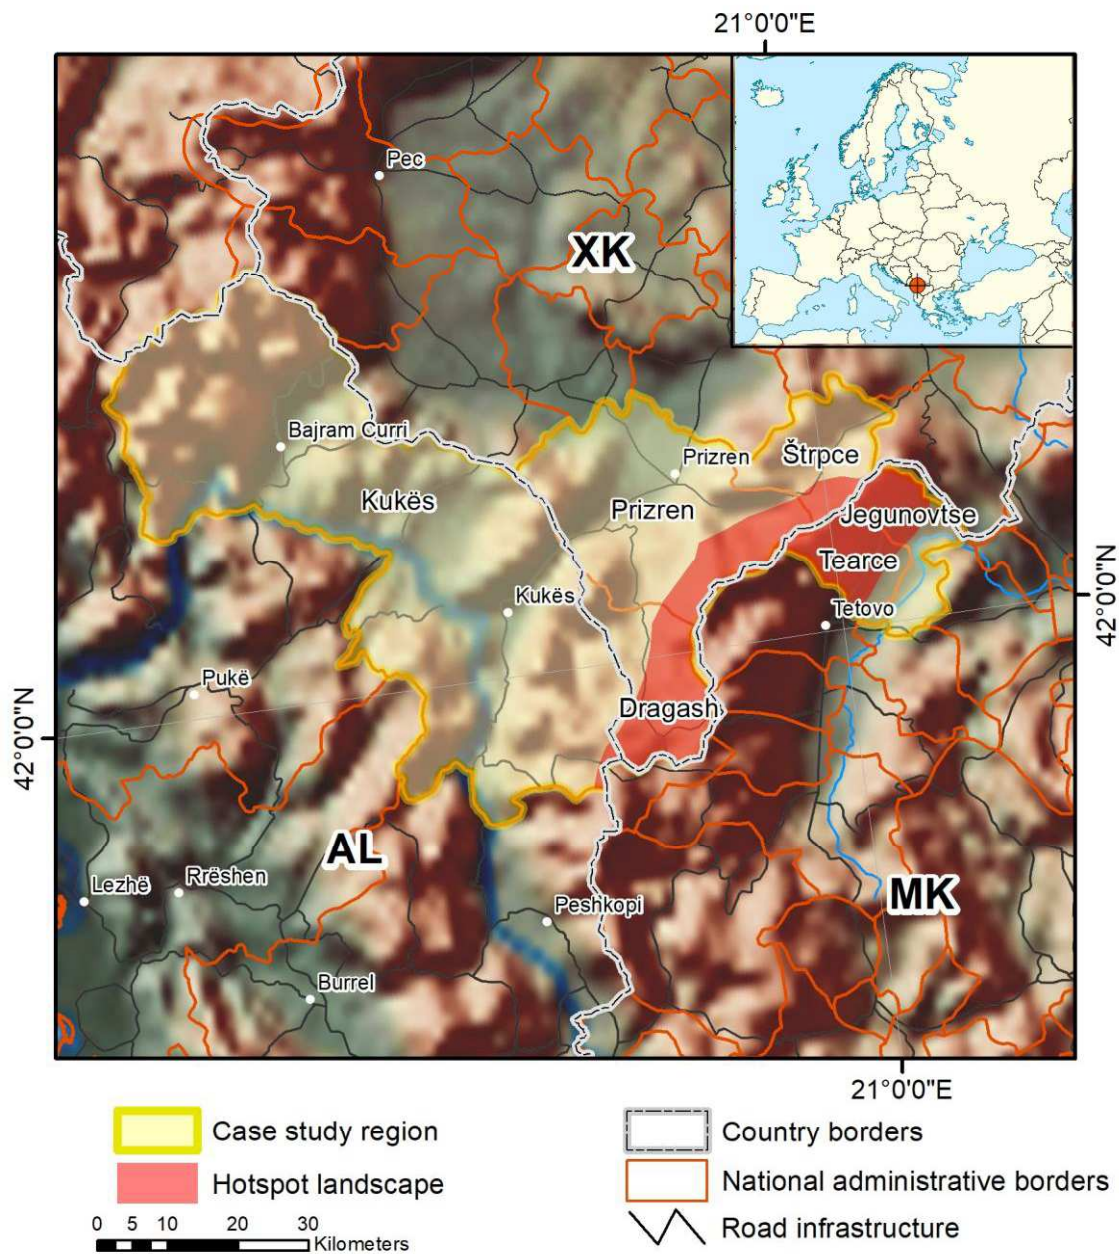 21°0'0"E
Pec
XK
Bajram Curri
Prizren
Štrpce
Kukës
Prizren
Jegunovtse
Tearce
Kukës
Tetovo
42°0'0"N
Pukë
Dragash
42°0'0"N
AL
Lezhë
Rrëshen
MK
Peshkopi
Burrel
21°0'0"E
Case study region
Country borders
Hotspot landscape
National administrative borders
0 5 10 20 30
Kilometers
Road infrastructure